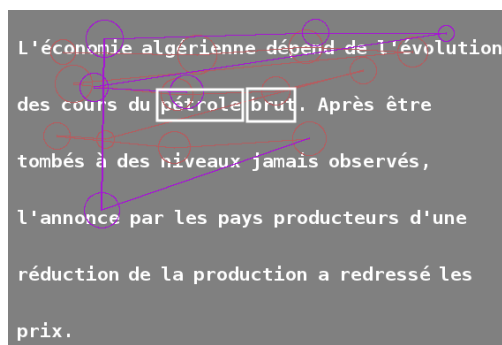 L'économie algérienne dépend de l'évolution
des cours du pétrole brut. Après être
tombés à des niveaux jamais observés,
l'annonce par les pays producteurs d'une
réduction de la production a redressé les
prix.